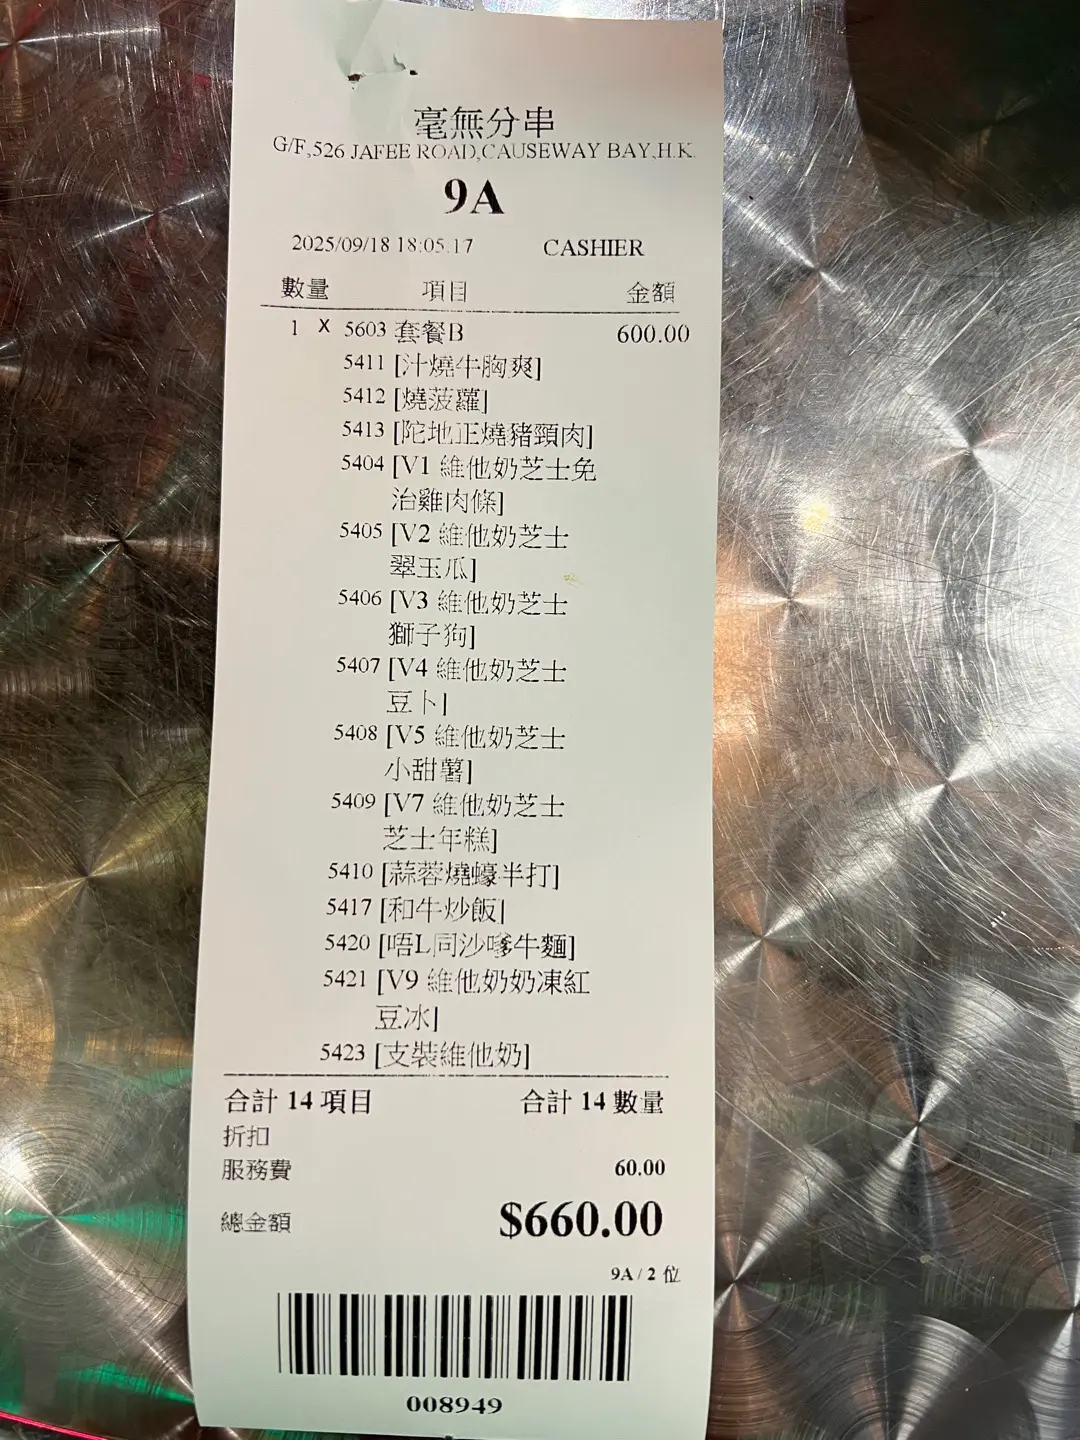 毫無分串
G/F,526 JAFEE ROAD,CAUSEWAY BAY,H.K.
9A
2025/09/18 18:05:17 CASHIER
數量 項目 金額
1 X 5603 套餐B 600.00
5411 [汁燒牛胸爽]
5412 [燒菠蘿]
5413 [陀地正燒豬頸肉]
5404 [V1 維他奶芝士免
治雞肉條]
5405 [V2 維他奶芝士
翠玉瓜]
5406 [V3 維他奶芝士
獅子狗]
5407 [V4 維他奶芝士
豆卜]
5408 [V5 維他奶芝士
小甜薯]
5409 [V7 維他奶芝士
芝士年糕]
5410 [蒜蓉燒蠔半打]
5417 [和牛炒飯]
5420 [唔L同沙嗲牛麵]
5421 [V9 維他奶奶凍紅
豆冰]
5423 [支裝維他奶]
合計 14 項目 合計 14 數量
折扣
服務費 60.00
總金額 $660.00
9A / 2 位
008949